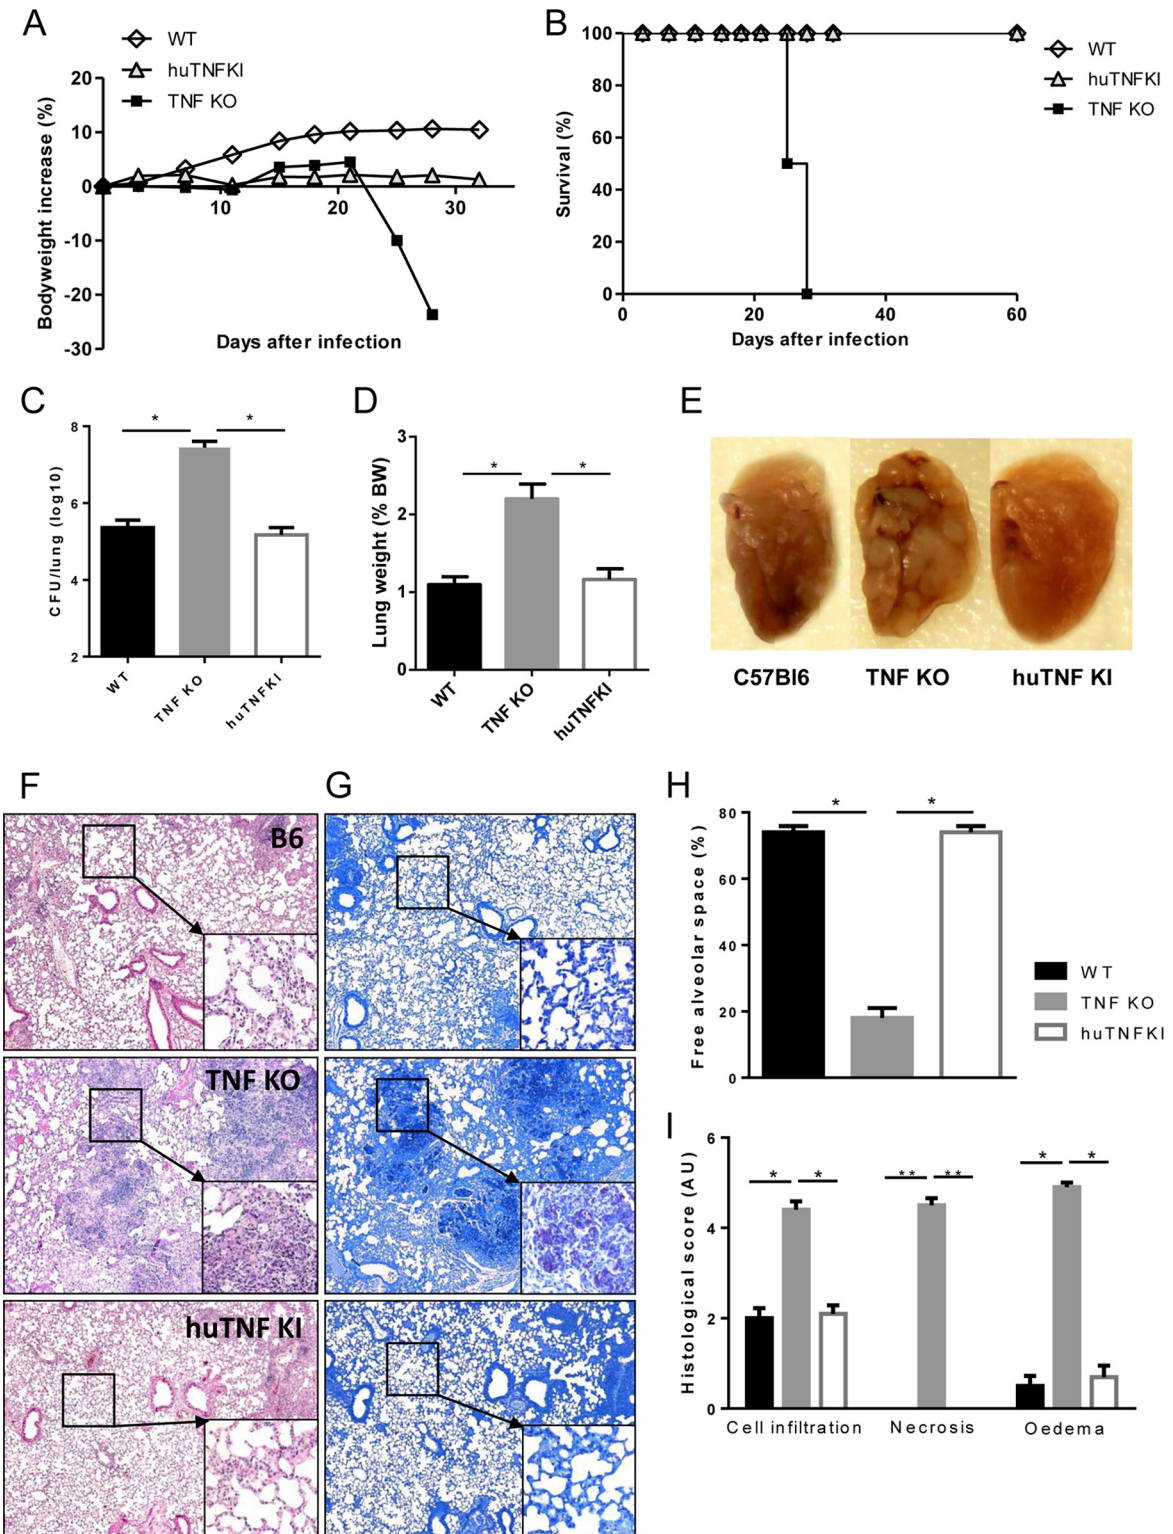 A
WT
huTNFKI
TNF KO
Bodyweight increase (%)
20
10
0
-10
-20
-30
10
20
30
Days after infection
B
WT
huTNFKI
TNF KO
Survival (%)
100
80
60
40
20
0
0
20
40
60
Days after infection
C
CFU/lung (log10)
8
6
4
2
*
*
WT
TNF KO
huTNFKI
D
Lung weight (% BW)
3
2
1
0
*
*
WT
TNF KO
huTNFKI
E
C57Bl6
TNF KO
huTNF KI
F
B6
TNF KO
huTNF KI
G
H
Free alveolar space (%)
80
60
40
20
0
*
*
WT
TNF KO
huTNFKI
I
Histological score (AU)
6
4
2
0
*
*
**
**
*
*
Cell infiltration
Necrosis
Oedema